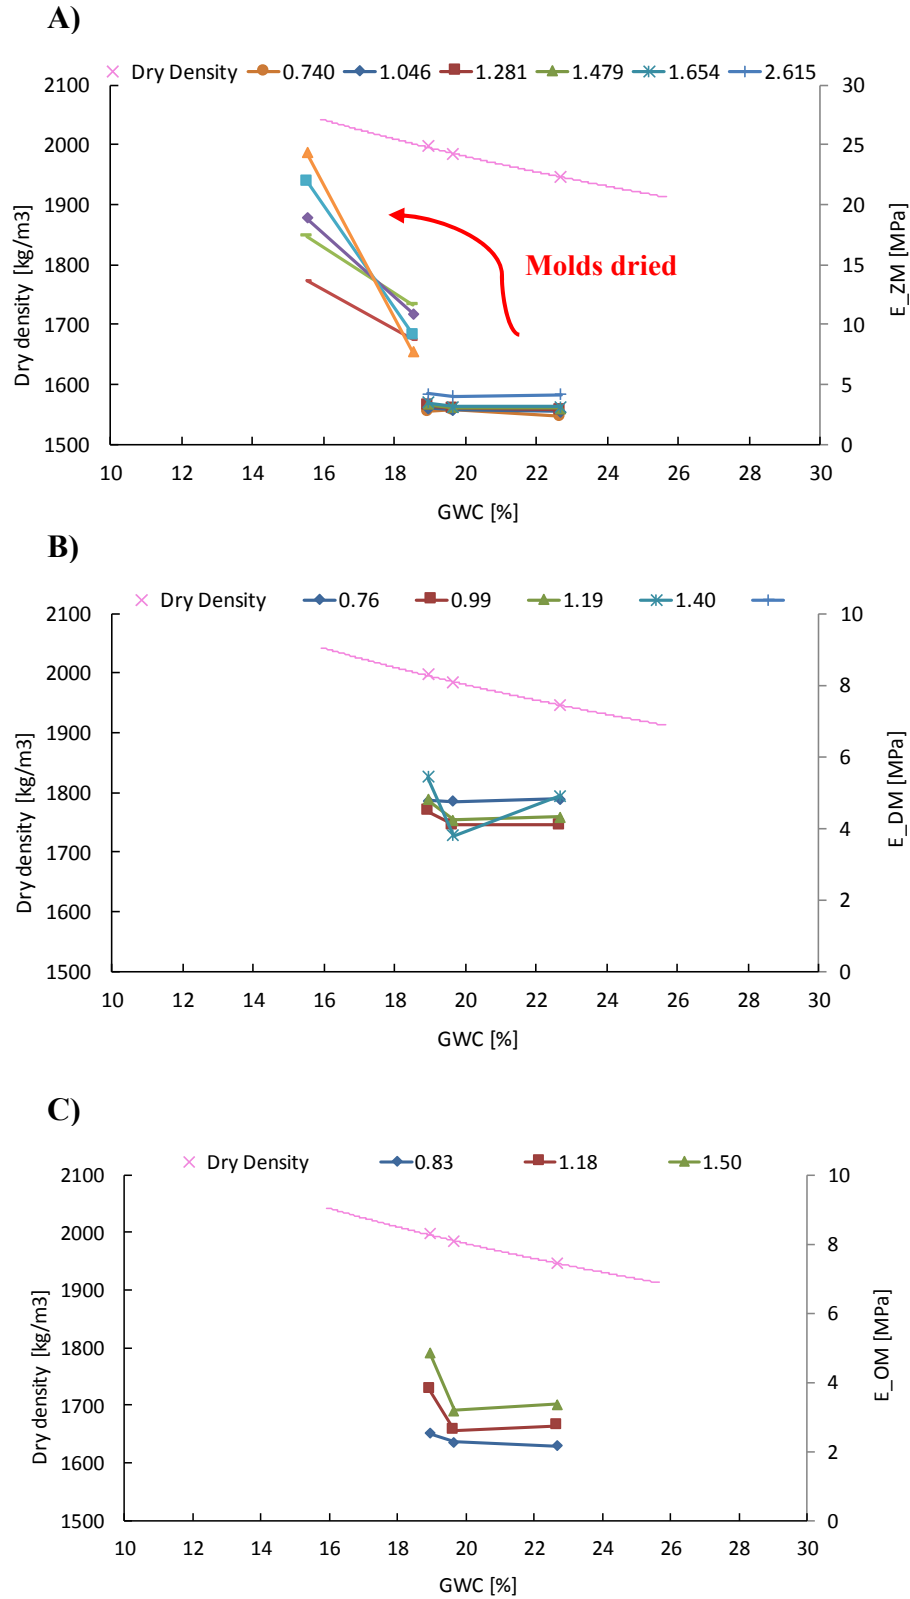 A)
Dry Density 0.740 1.046 1.281 1.479 1.654 2.615
2100 30
2000 25
1900 20
Molds dried
1800 15
1700 10
1600 5
1500 0
Dry density [kg/m3]
E_ZM [MPa]
10 12 14 16 18 20 22 24 26 28 30
GWC [%]
B)
Dry Density 0.76 0.99 1.19 1.40
2100 10
2000 8
1900 6
1800 4
1700 2
1600 0
1500
Dry density [kg/m3]
E_DM [MPa]
10 12 14 16 18 20 22 24 26 28 30
GWC [%]
C)
Dry Density 0.83 1.18 1.50
2100 10
2000 8
1900 6
1800 4
1700 2
1600 0
1500
Dry density [kg/m3]
E_OM [MPa]
10 12 14 16 18 20 22 24 26 28 30
GWC [%]